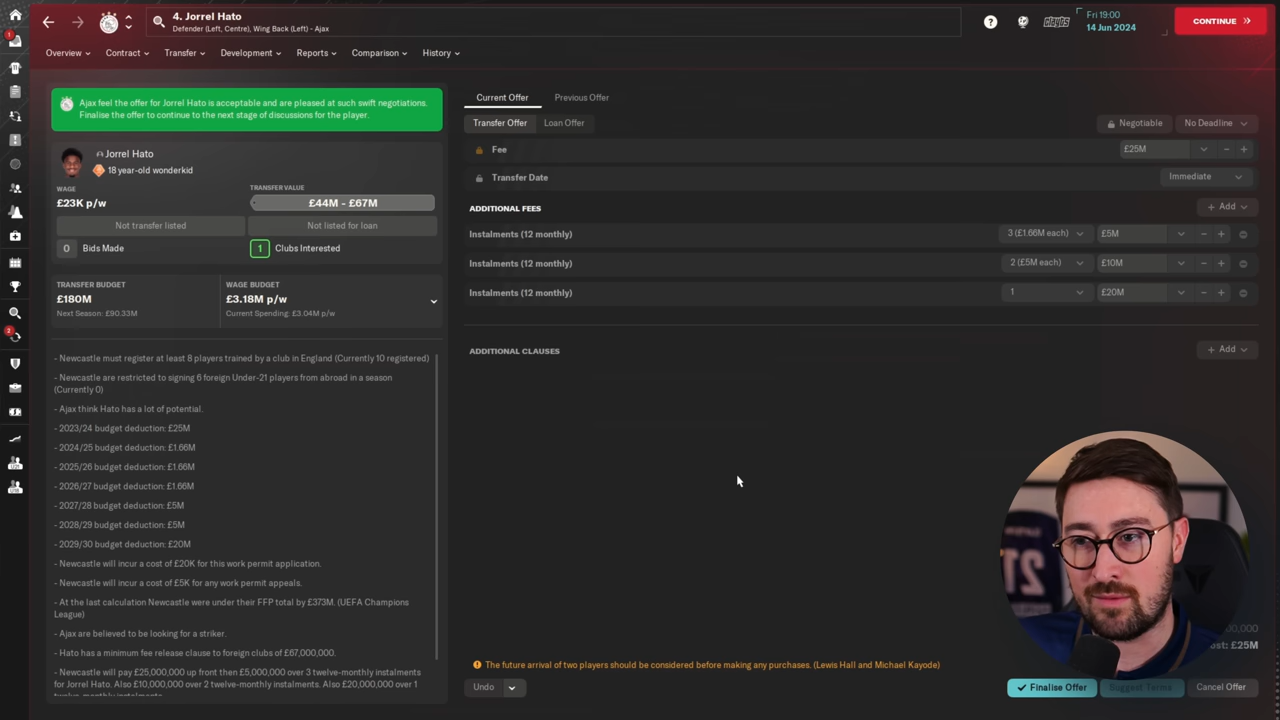 4. Jorrel Hato
Defender (Left, Centre), Wing Back (Left) - Ajax
Fri 19:00
14 Jun 2024
CONTINUE
Overview
Contract
Transfer
Development
Reports
Comparison
History
Ajax feel the offer for Jorrel Hato is acceptable and are pleased at such swift negotiations.
Finalise the offer to continue to the next stage of discussions for the player.
Jorrel Hato
18 year-old wonderkid
WAGE
£23K p/w
TRANSFER VALUE
£44M - £67M
Not transfer listed
Not listed for loan
0 Bids Made
1 Clubs Interested
TRANSFER BUDGET
£180M
Next Season: £90.33M
WAGE BUDGET
£3.18M p/w
Current Spending: £3.04M p/w
- Newcastle must register at least 8 players trained by a club in England (Currently 10 registered)
- Newcastle are restricted to signing 6 foreign Under-21 players from abroad in a season
(Currently 0)
- Ajax think Hato has a lot of potential.
- 2023/24 budget deduction: £25M
- 2024/25 budget deduction: £1.66M
- 2025/26 budget deduction: £1.66M
- 2026/27 budget deduction: £1.66M
- 2027/28 budget deduction: £5M
- 2028/29 budget deduction: £5M
- 2029/30 budget deduction: £20M
- Newcastle will incur a cost of £20K for this work permit application.
- Newcastle will incur a cost of £5K for any work permit appeals.
- At the last calculation Newcastle were under their FFP total by £373M. (UEFA Champions
League)
- Ajax are believed to be looking for a striker.
- Hato has a minimum fee release clause to foreign clubs of £67,000,000.
- Newcastle will pay £25,000,000 up front then £5,000,000 over 3 twelve-monthly instalments
for Jorrel Hato. Also £10,000,000 over 2 twelve-monthly instalments. Also £20,000,000 over 1
twelve-monthly instalments.
Current Offer
Previous Offer
Transfer Offer
Loan Offer
Negotiable
No Deadline
Fee
£25M
Transfer Date
Immediate
ADDITIONAL FEES
+ Add
Instalments (12 monthly) 3 (£1.66M each) £5M
Instalments (12 monthly) 2 (£5M each) £10M
Instalments (12 monthly) 1 £20M
ADDITIONAL CLAUSES
+ Add
21
£25M
The future arrival of two players should be considered before making any purchases. (Lewis Hall and Michael Kayode)
Undo
Finalise Offer
Suggest Terms
Cancel Offer